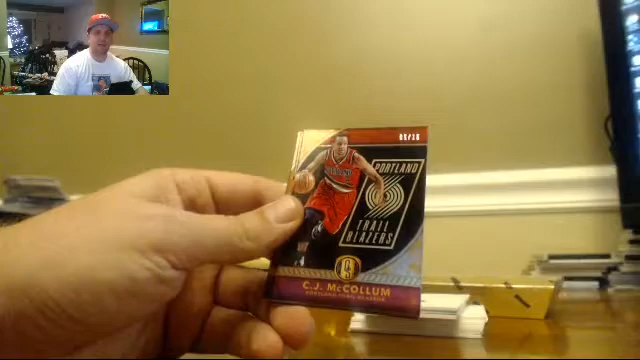 PORTLAND
TRAIL
BLAZERS
C.J. McCOLLUM
PORTLAND TRAIL BLAZERS